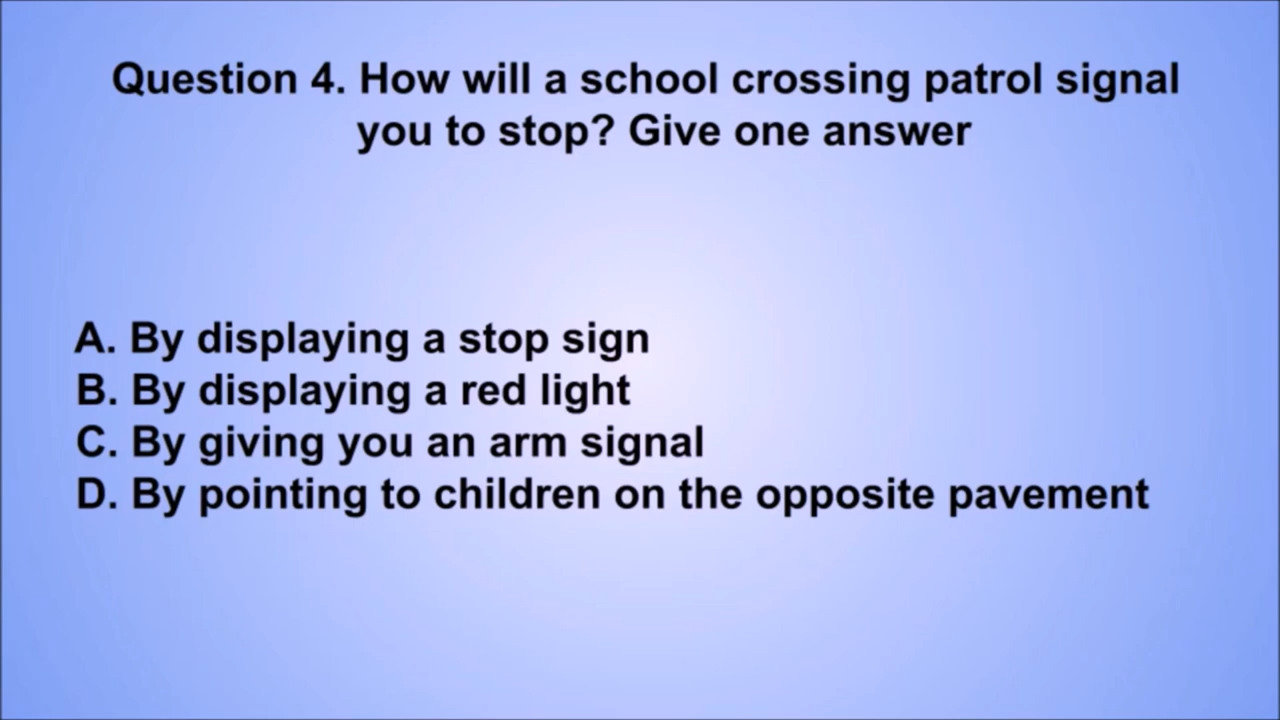 Question 4. How will a school crossing patrol signal
you to stop? Give one answer
A. By displaying a stop sign
B. By displaying a red light
C. By giving you an arm signal
D. By pointing to children on the opposite pavement